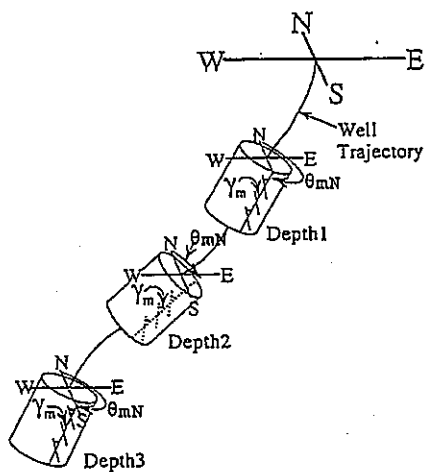 N
W E
S
Well
Trajectory
N
W E
γm θmN
Depth1
N θmN
W E
γm S
Depth2
N
W E
γm θmN
Depth3